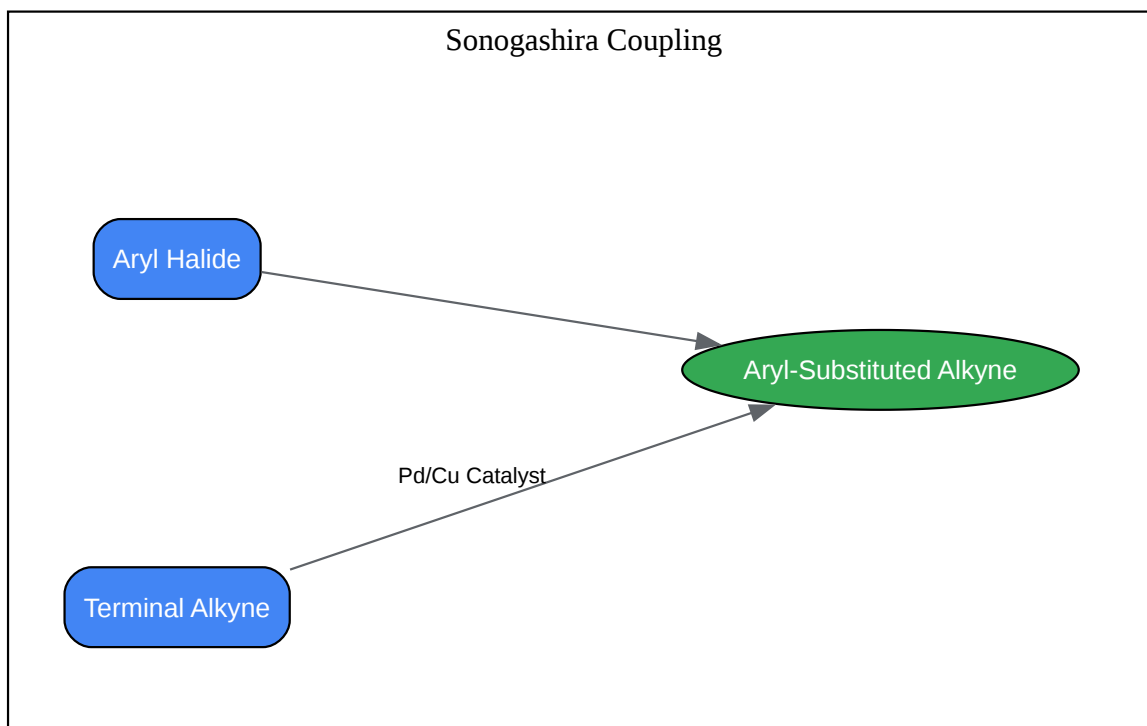 Sonogashira Coupling
Aryl Halide
Aryl-Substituted Alkyne
Pd/Cu Catalyst
Terminal Alkyne